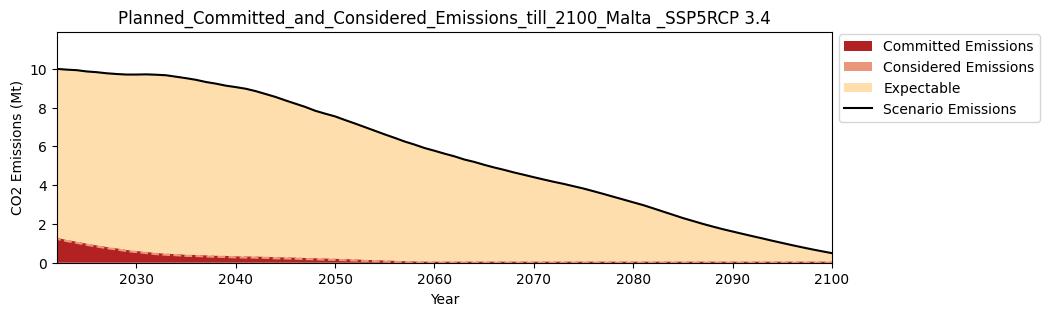 Planned_Committed_and_Considered_Emissions_till_2100_Malta _SSP5RCP 3.4
Committed Emissions
Considered Emissions
Expectable
Scenario Emissions
CO2 Emissions (Mt)
10
8
6
4
2
0
2030 2040 2050 2060 2070 2080 2090 2100
Year